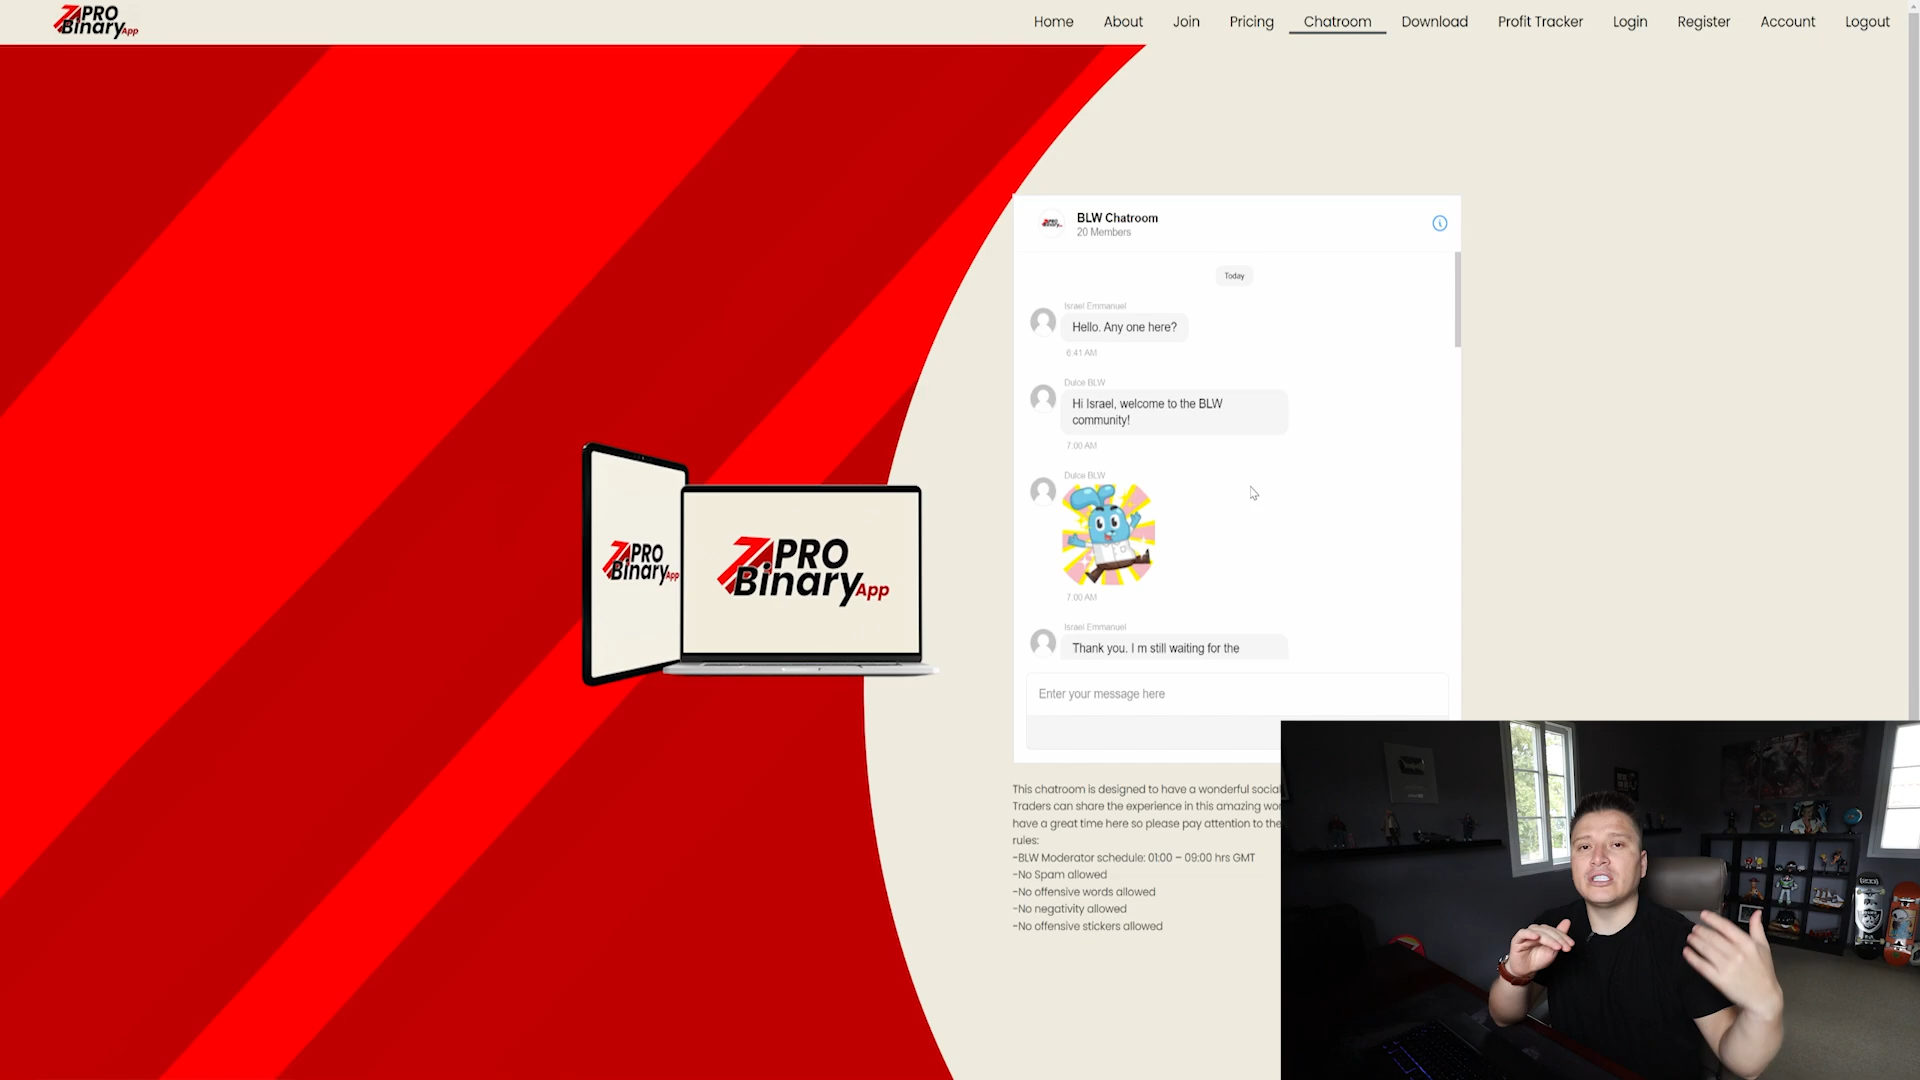 PRO
Binary App
Home About Join Pricing Chatroom Download Profit Tracker Login Register Account Logout
BLW Chatroom
20 Members
Today
Israel Emmanuel
Hello. Any one here?
6:41 AM
Dulce BLW
Hi Israel, welcome to the BLW
community!
7:00 AM
Dulce BLW
7:00 AM
Israel Emmanuel
Thank you. I m still waiting for the
Enter your message here
PRO
Binary App
PRO
Binary App
This chatroom is designed to have a wonderful social
Traders can share the experience in this amazing
have a great time here so please pay attention to the
rules:
-BLW Moderator schedule: 01:00 – 09:00 hrs GMT
-No Spam allowed
-No offensive words allowed
-No negativity allowed
-No offensive stickers allowed